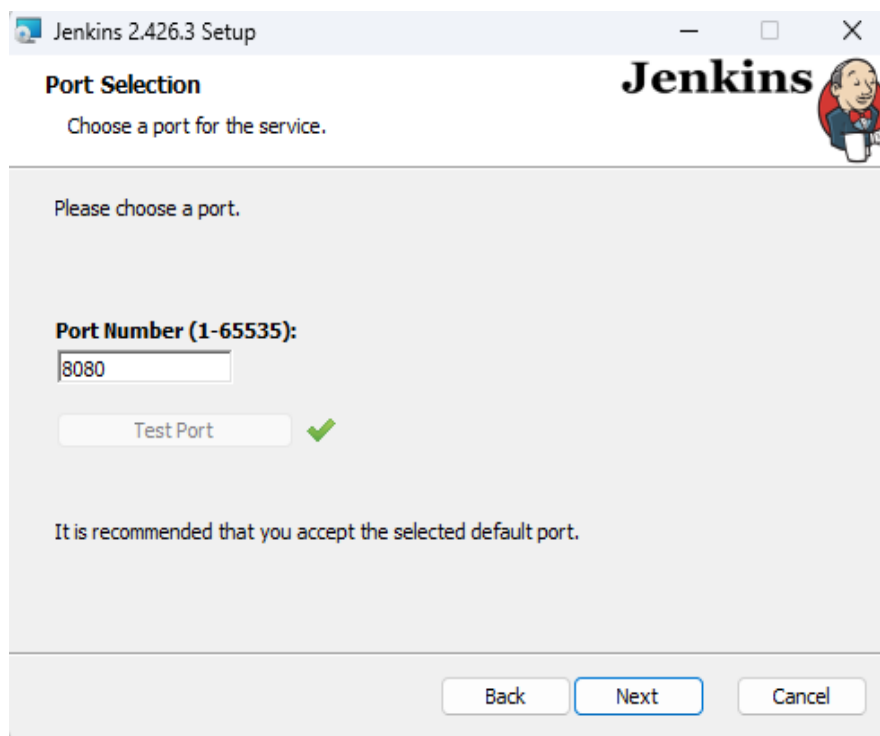 Jenkins 2.426.3 Setup
Port Selection
Jenkins
Choose a port for the service.
Please choose a port.
Port Number (1-65535):
8080
Test Port
It is recommended that you accept the selected default port.
Back
Next
Cancel